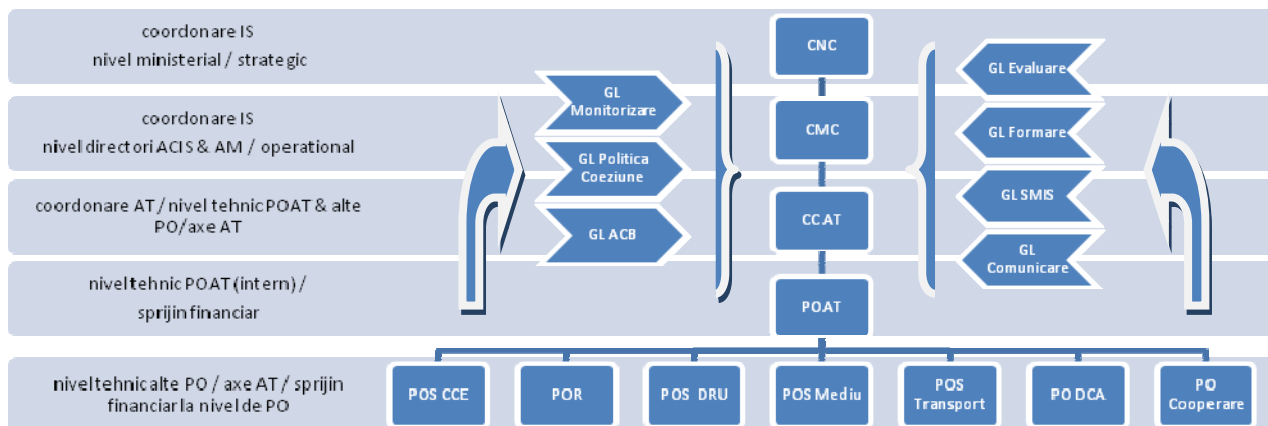 coordonare IS
nivel ministerial / strategic
CNC
GL Evaluare
GL
Monitorizare
coordonare IS
nivel directori ACIS & AM / operational
CMC
GL Formare
GL Politica
Coeziune
coordonare AT / nivel tehnic POAT & alte
PO/axe AT
CCAT
GL SMIS
GL ACB
GL
Comunicare
nivel tehnic POAT (intern) /
sprijin financiar
POAT
nivel tehnic alte PO / axe AT / sprijin
financiar la nivel de PO
POS CCE
POR
POS DRU
POS Mediu
POS
Transport
PO DCA
PO
Cooperare